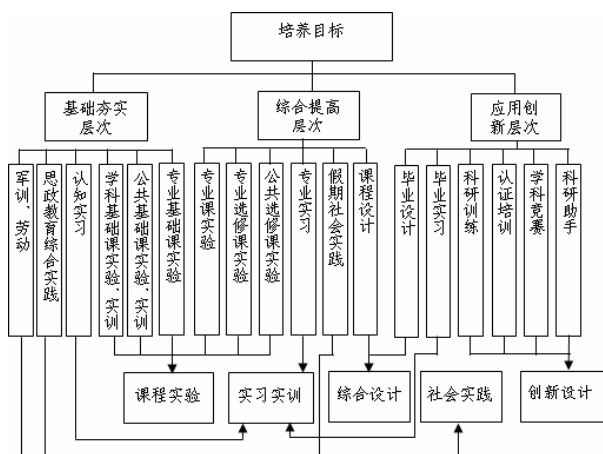 培养目标
基础夯实
层次
综合提高
层次
应用创
新层次
军训、劳动
思政教育综合实践
认知实习
学科基础课实验、实训
公共基础课实验、实训
专业基础课实验
专业课实验
专业选修课实验
公共选修课实验
专业实习
假期社会实践
课程设计
毕业设计
毕业实习
科研训练
认证培训
学科竞赛
科研助手
课程实验
实习实训
综合设计
社会实践
创新设计